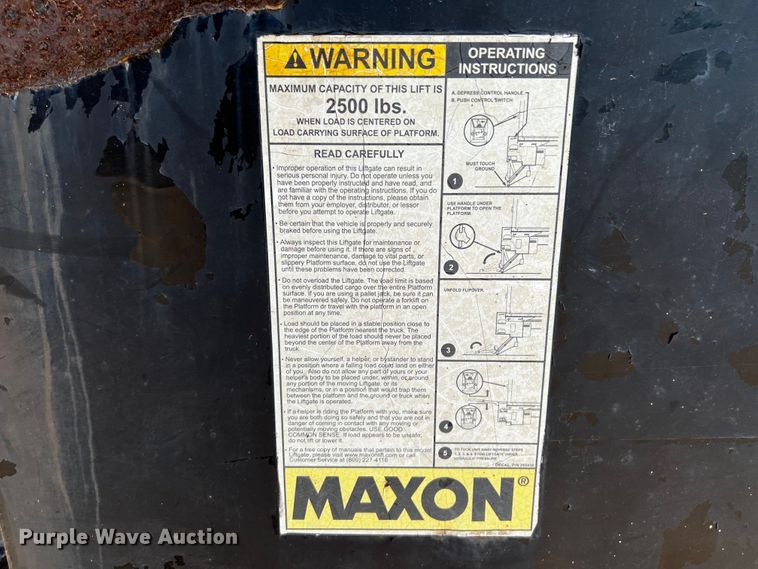 WARNING
MAXIMUM CAPACITY OF THIS LIFT IS
2500 lbs.
WHEN LOAD IS CENTERED ON
LOAD CARRYING SURFACE OF PLATFORM.
READ CAREFULLY
• Improper operation of this Liftgate can result in
serious personal injury. Do not operate unless you
have been properly instructed and have read, and
are familiar with the operating instructions. If you do
not have a copy of the instructions, please obtain
them from your employer, distributor, or lessor
before you attempt to operate Liftgate.
• Be certain that the vehicle is properly and securely
braked before using the Liftgate.
• Always inspect this Liftgate for maintenance or
damage before using it. If there are signs of
improper maintenance, damage to vital parts, or
slippery Platform surface, do not use the Liftgate
until these problems have been corrected.
• Do not overload the Liftgate. The load limit is based
on evenly distributed cargo over the entire Platform
surface. If you are using a pallet jack, be sure it can
be maneuvered safely. Do not operate a forklift on
the Platform or travel with the platform in an open
position at any time.
• Load should be placed in a stable position close to
the edge of the Platform nearest the truck. The
heaviest portion of the load should never be placed
beyond the center of the Platform away from the
truck.
• Never allow yourself, a helper, or bystander to stand
in a position where a falling load could land on either
of you. Also do not allow any part of yours or your
helper's body to be placed under, within, or around
any portion of the moving Liftgate, or its
mechanisms, or in a position that would trap them
between the platform and the ground or truck when
the Liftgate is operated.
• If a helper is riding the Platform with you, make sure
you are both doing so safely and that you are not in
danger of coming in contact with any moving or
potentially moving obstacles. USE GOOD
COMMON SENSE. If load appears to be unsafe,
do not lift or lower it.
• For a free copy of manuals that pertain to this model
Liftgate, please visit www.maxonlift.com or call
Customer Service at (800) 227-4116
OPERATING
INSTRUCTIONS
A. DEPRESS CONTROL HANDLE
B. PUSH CONTROL SWITCH
MUST TOUCH
GROUND
1
USE HANDLE UNDER
PLATFORM TO OPEN THE
PLATFORM.
2
UNFOLD FLIPOVER.
3
4
5
TO TUCK UNIT AWAY REVERSE STEPS
HYDRAULIC PRESSURE.
MAXON®
Purple Wave Auction